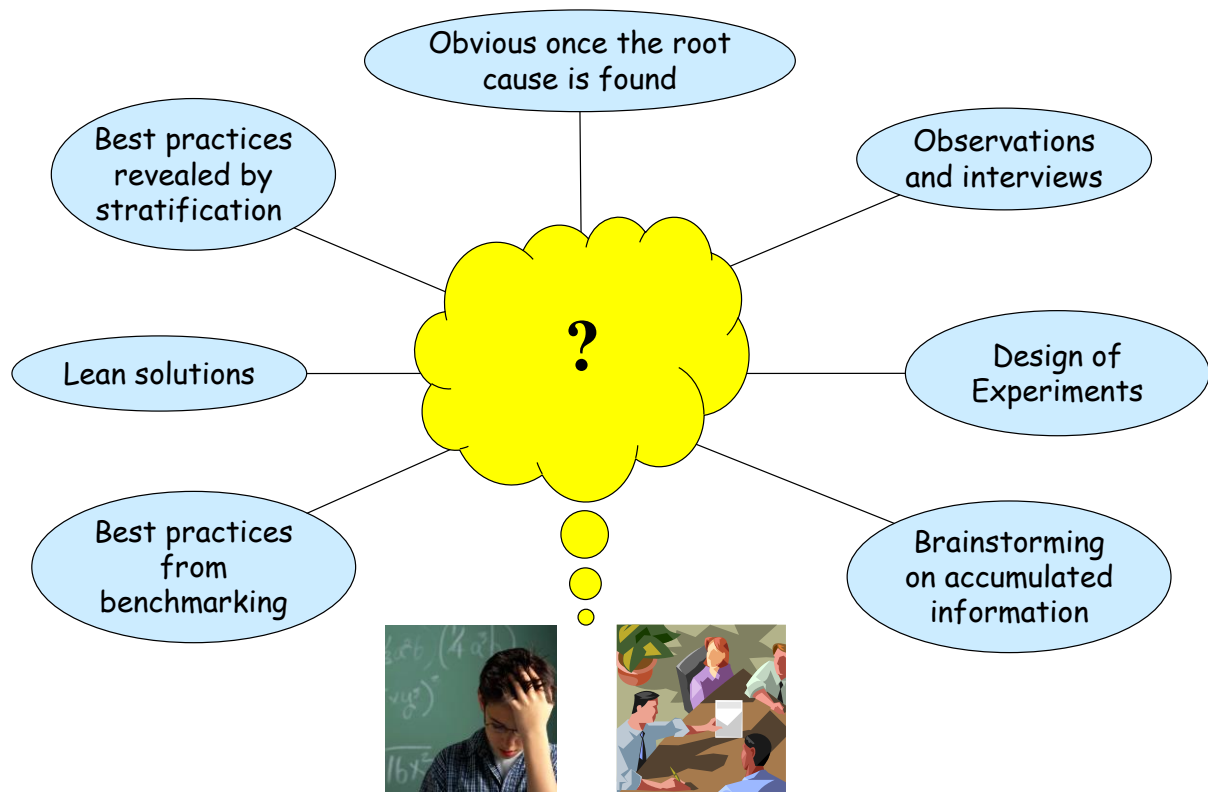 Obvious once the root
cause is found
Best practices
revealed by
stratification
Observations
and interviews
?
Lean solutions
Design of
Experiments
Best practices
from
benchmarking
Brainstorming
on accumulated
information